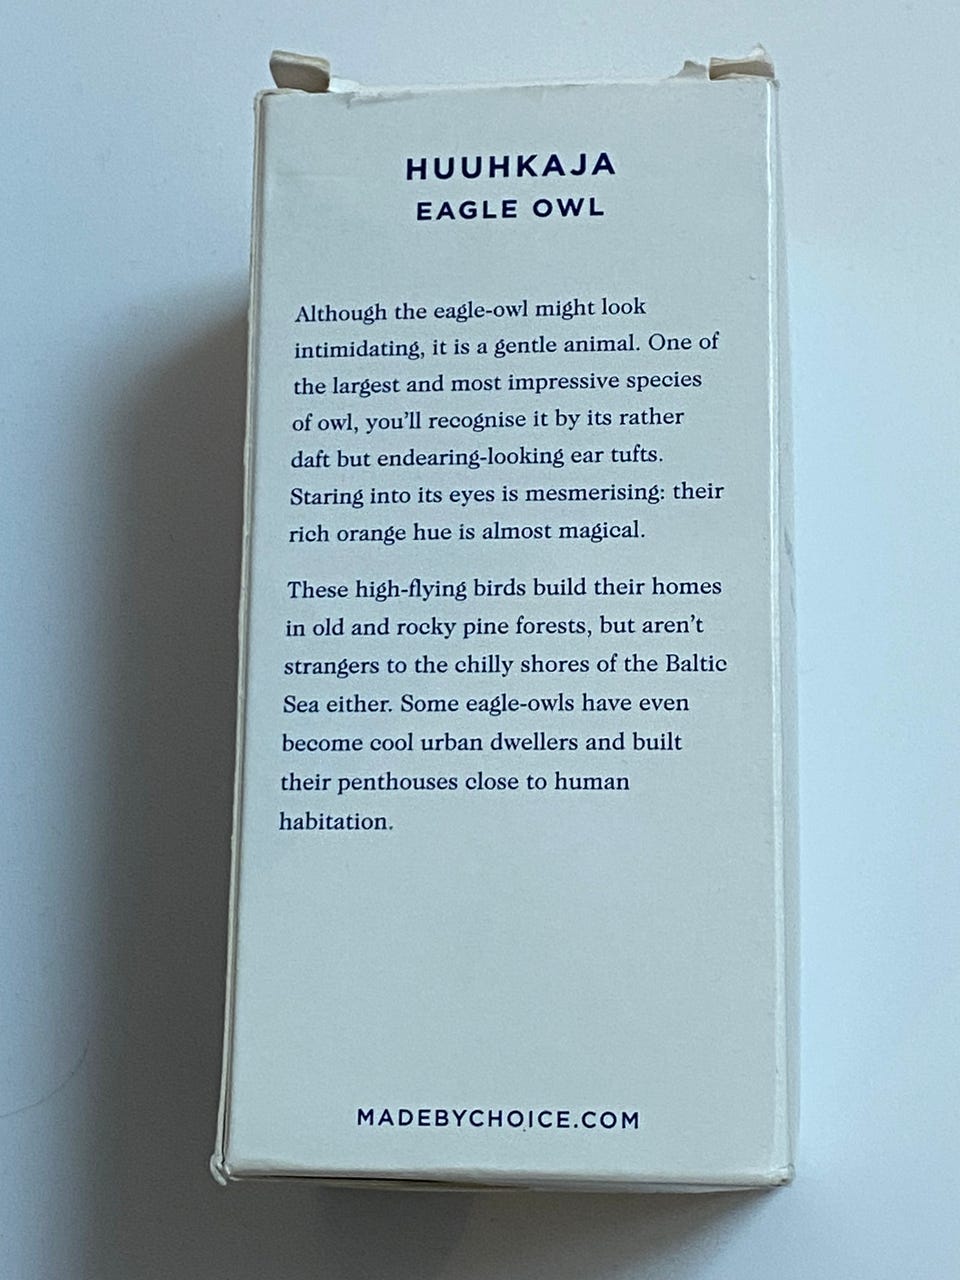 HUUHKAJA
EAGLE OWL
Although the eagle-owl might look
intimidating, it is a gentle animal. One of
the largest and most impressive species
of owl, you’ll recognise it by its rather
daft but endearing-looking ear tufts.
Staring into its eyes is mesmerising: their
rich orange hue is almost magical.
These high-flying birds build their homes
in old and rocky pine forests, but aren’t
strangers to the chilly shores of the Baltic
Sea either. Some eagle-owls have even
become cool urban dwellers and built
their penthouses close to human
habitation.
MADEBYCHOICE.COM